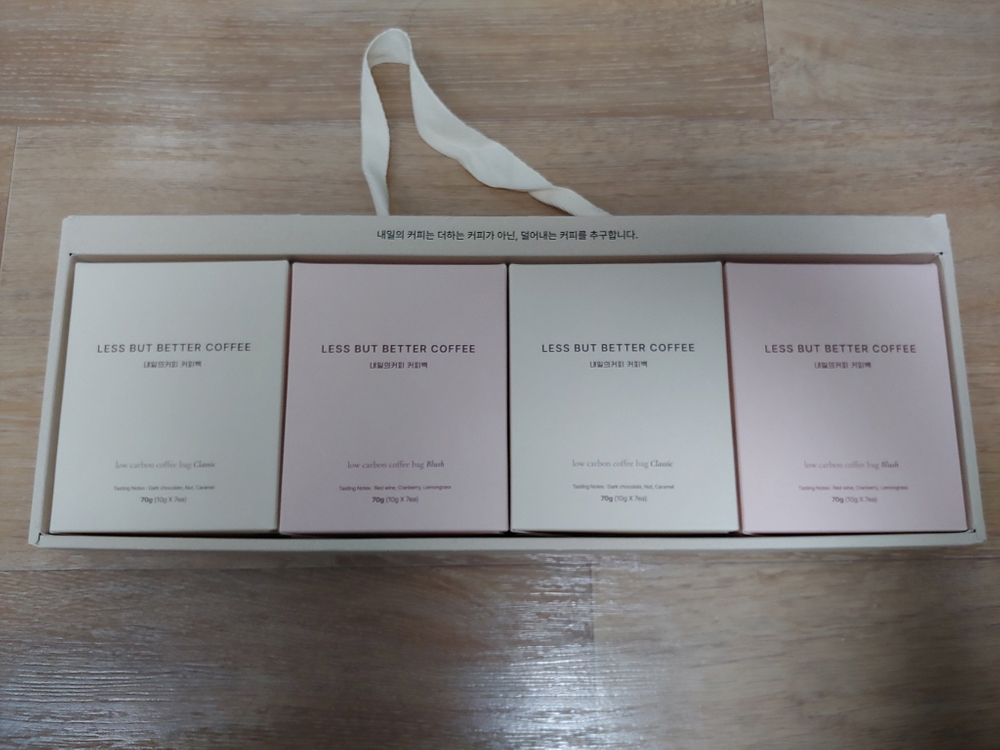 내일의 커피는 더하는 커피가 아닌, 덜어내는 커피를 추구합니다.
LESS BUT BETTER COFFEE
내일의커피 커피백
low carbon coffee bag Classic
Tasting Notes : Dark chocolate, Nut, Caramel
70g (10g X 7ea)
LESS BUT BETTER COFFEE
내일의커피 커피백
low carbon coffee bag Blush
Tasting Notes : Red wine, Cranberry, Lemongrass
70g (10g X 7ea)
LESS BUT BETTER COFFEE
내일의커피 커피백
low carbon coffee bag Classic
Tasting Notes : Dark chocolate, Nut, Caramel
70g (10g X 7ea)
LESS BUT BETTER COFFEE
내일의커피 커피백
low carbon coffee bag Blush
Tasting Notes : Red wine, Cranberry, Lemongrass
70g (10g X 7ea)